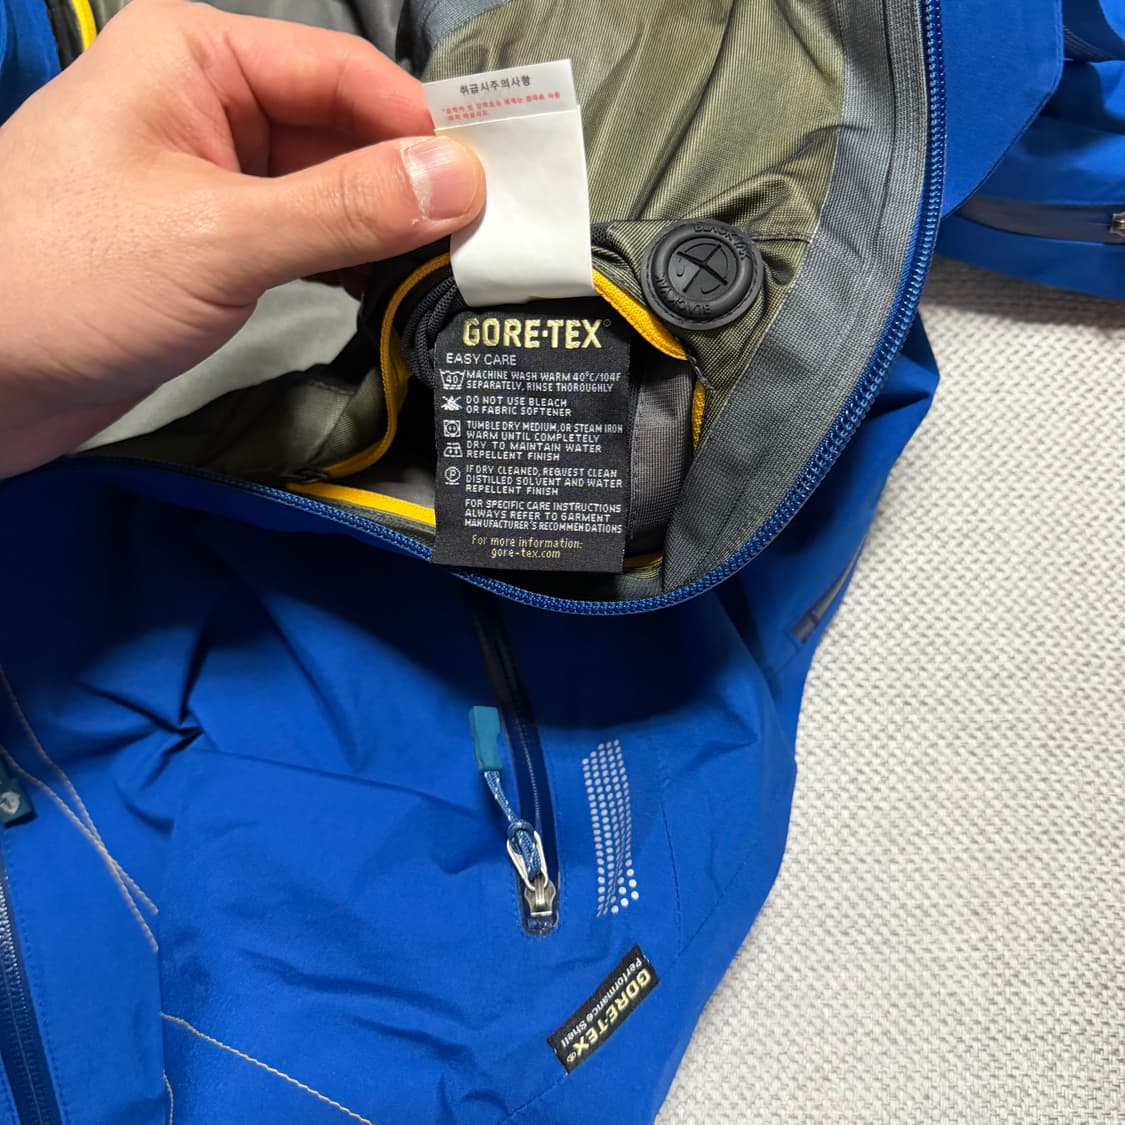 취급시주의사항
GORE-TEX®
EASY CARE
40
MACHINE WASH WARM 40°C/104F
SEPARATELY, RINSE THOROUGHLY
DO NOT USE BLEACH
OR FABRIC SOFTENER
TUMBLE DRY MEDIUM, OR STEAM IRON
WARM UNTIL COMPLETELY
DRY TO MAINTAIN WATER
REPELLENT FINISH
P
IF DRY CLEANED, REQUEST CLEAN
DISTILLED SOLVENT AND WATER
REPELLENT FINISH
FOR SPECIFIC CARE INSTRUCTIONS
ALWAYS REFER TO GARMENT
MANUFACTURER'S RECOMMENDATIONS
For more information:
gore-tex.com
GORE-TEX®
Performance Shell